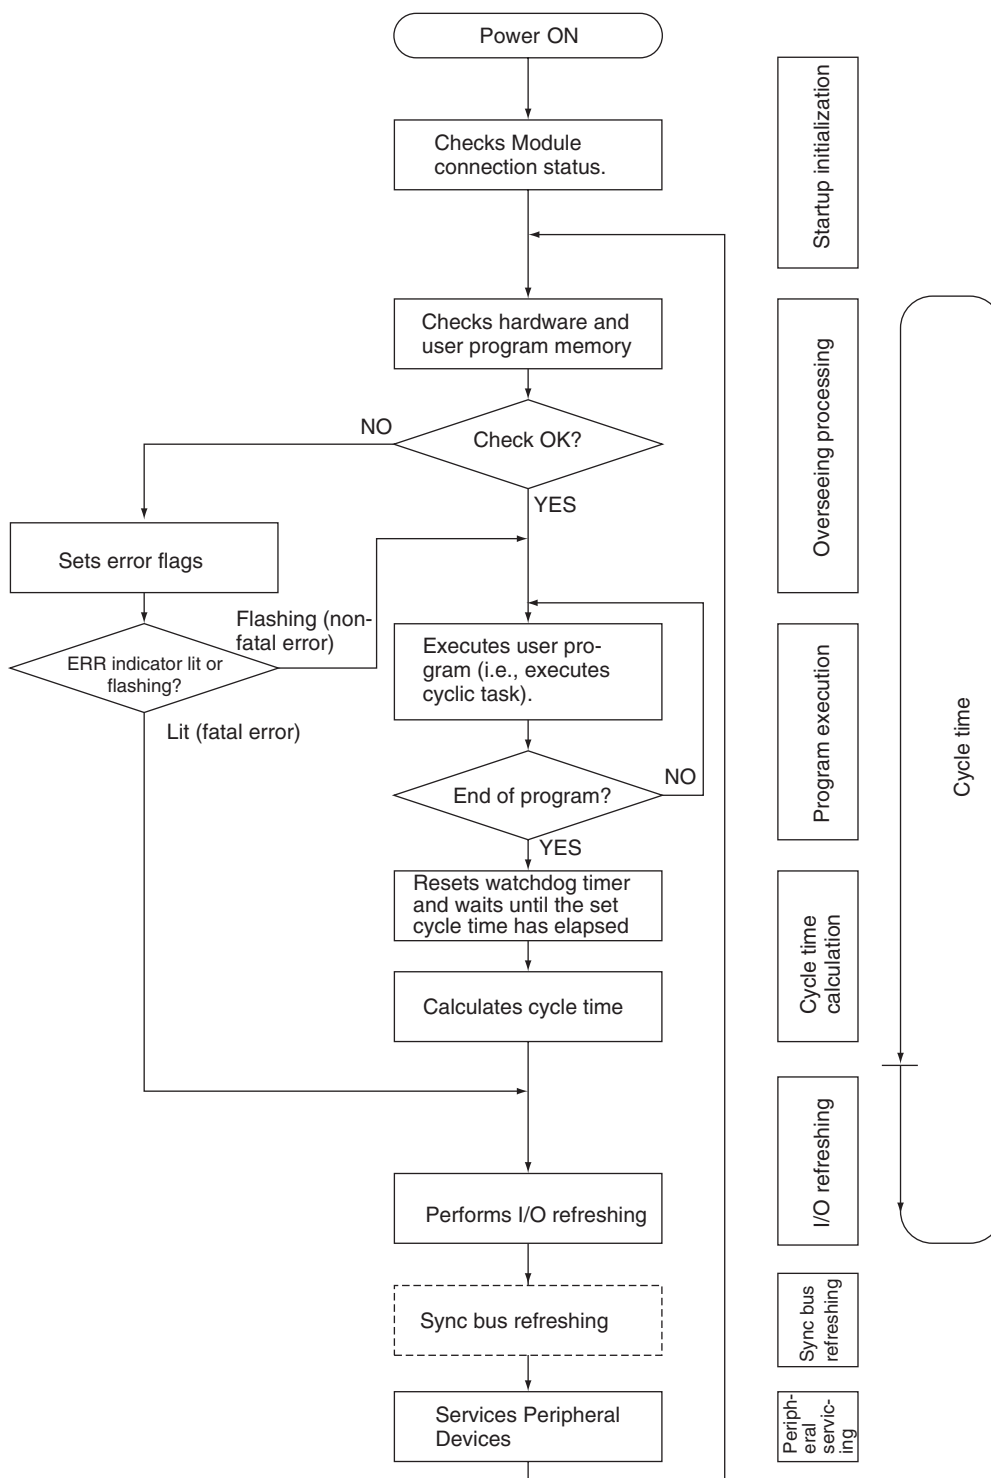 Power ON
Checks Module
connection status.
Checks hardware and
user program memory
NO
Check OK?
YES
Sets error flags
Flashing (non-
fatal error)
ERR indicator lit or
flashing?
Lit (fatal error)
Executes user pro-
gram (i.e., executes
cyclic task).
NO
End of program?
YES
Resets watchdog timer
and waits until the set
cycle time has elapsed
Calculates cycle time
Performs I/O refreshing
Sync bus refreshing
Services Peripheral
Devices
Startup initialization
Overseeing processing
Program execution
Cycle time
calculation
I/O refreshing
Sync bus
refreshing
Periph-
eral
servic-
ing
Cycle time